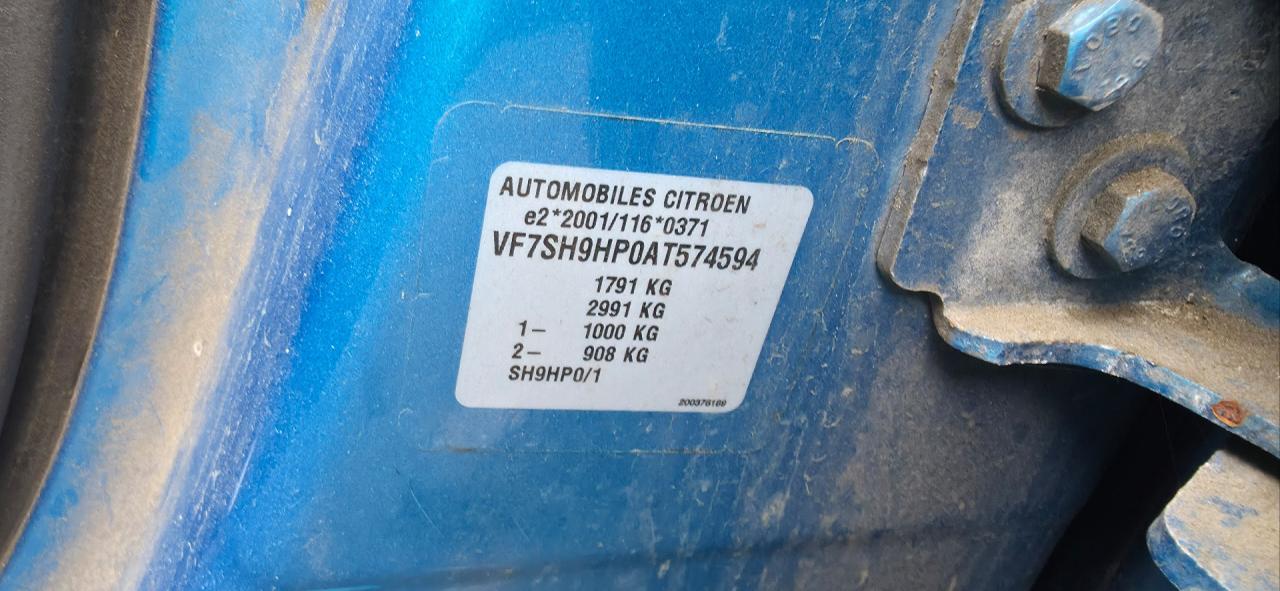 AUTOMOBILES CITROEN
e2*2001/116*0371
VF7SH9HP0AT574594
1791 KG
2991 KG
1– 1000 KG
2– 908 KG
SH9HP0/1
200376169